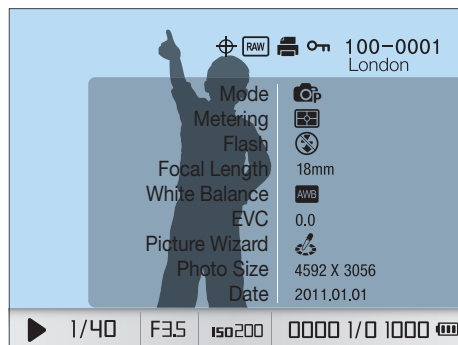 RAW 100-0001
London
Mode P
Metering
Flash
Focal Length 18mm
White Balance AWB
EVC 0.0
Picture Wizard
Photo Size 4592 X 3056
Date 2011.01.01
1/40 F3.5 ISO200 0000 1/0 1000